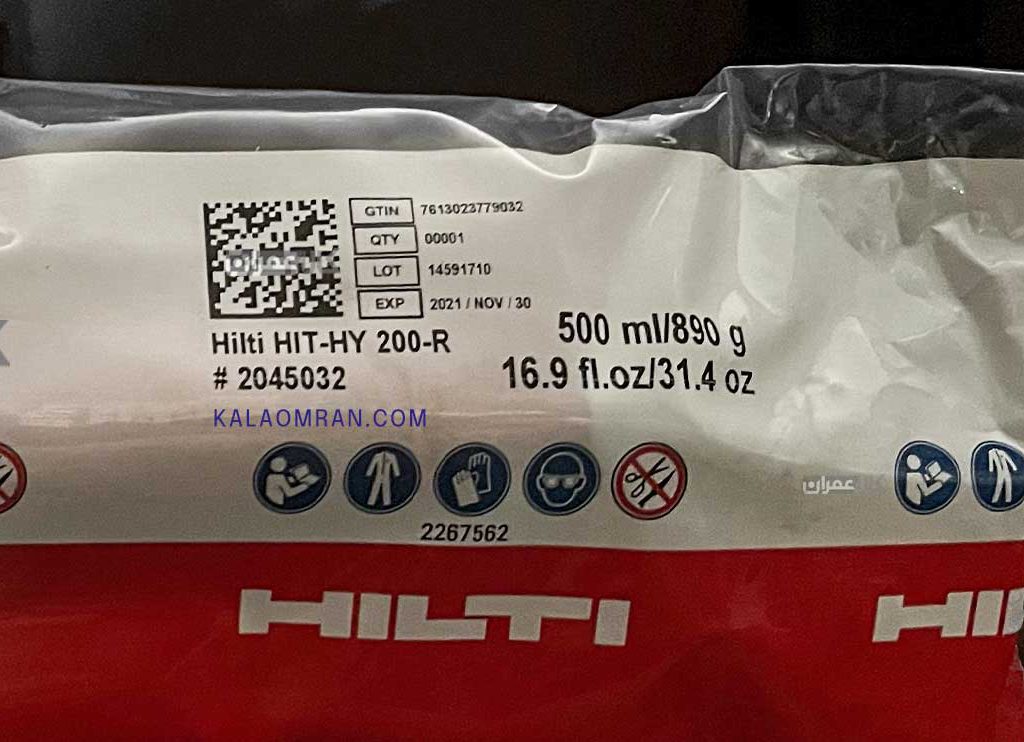 GTIN 7613023779032
QTY 00001
LOT 14591710
EXP 2021 / NOV / 30
Hilti HIT-HY 200-R
# 2045032
500 ml/890 g
16.9 fl.oz/31.4 oz
KALAOMRAN.COM
عمران
2267562
HILTI
HI